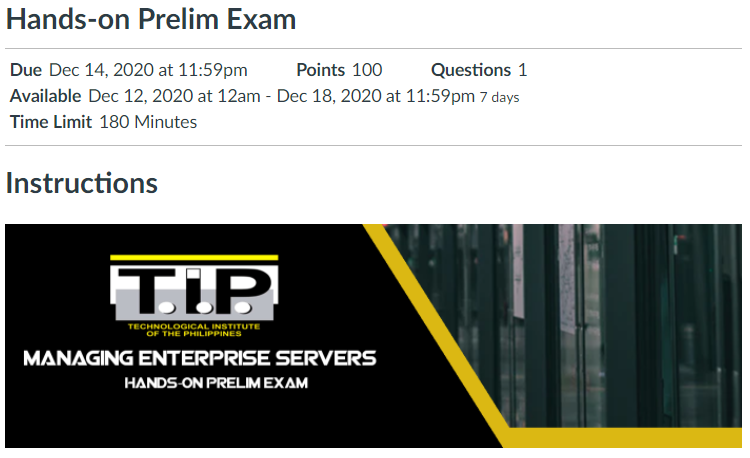 Hands-on Prelim Exam
Due Dec 14, 2020 at 11:59pm Points 100 Questions 1
Available Dec 12, 2020 at 12am - Dec 18, 2020 at 11:59pm 7 days
Time Limit 180 Minutes
Instructions
T.I.P.
TECHNOLOGICAL INSTITUTE
OF THE PHILIPPINES
MANAGING ENTERPRISE SERVERS
HANDS-ON PRELIM EXAM